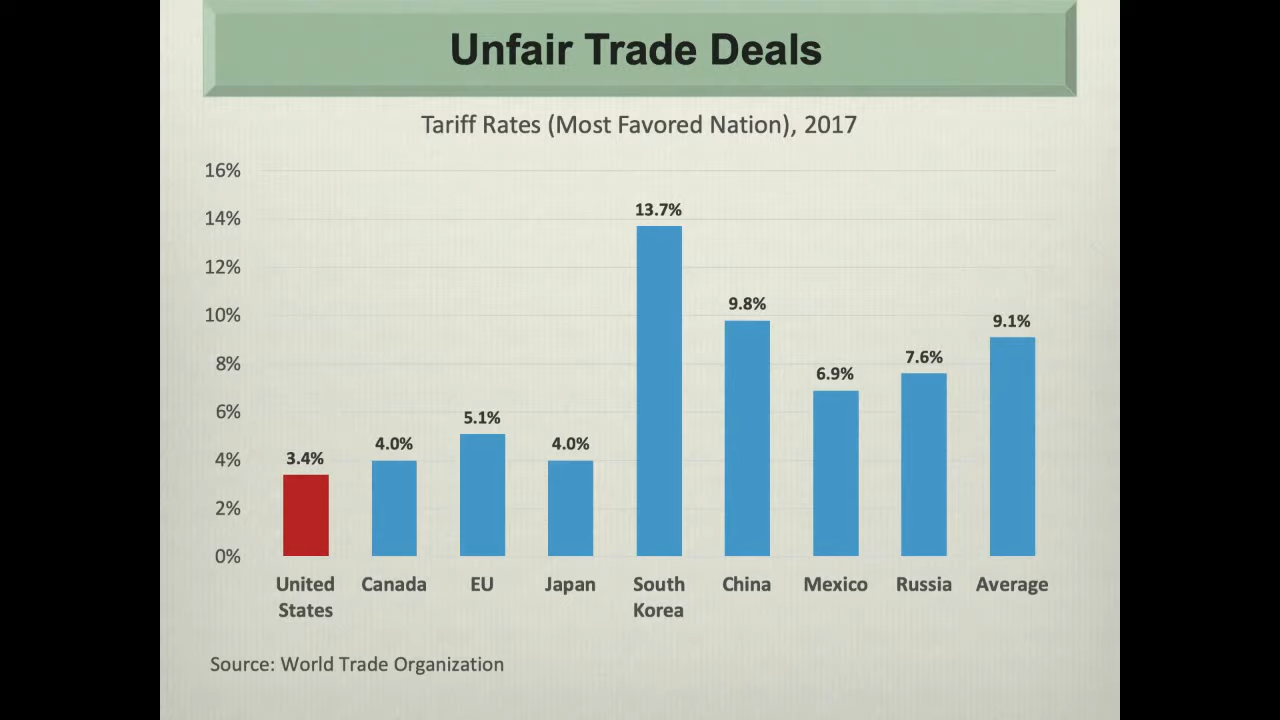 Unfair Trade Deals
Tariff Rates (Most Favored Nation), 2017
16%
14%
12%
10%
8%
6%
4%
2%
0%
3.4%
4.0%
5.1%
4.0%
13.7%
9.8%
6.9%
7.6%
9.1%
United States
Canada
EU
Japan
South Korea
China
Mexico
Russia
Average
Source: World Trade Organization